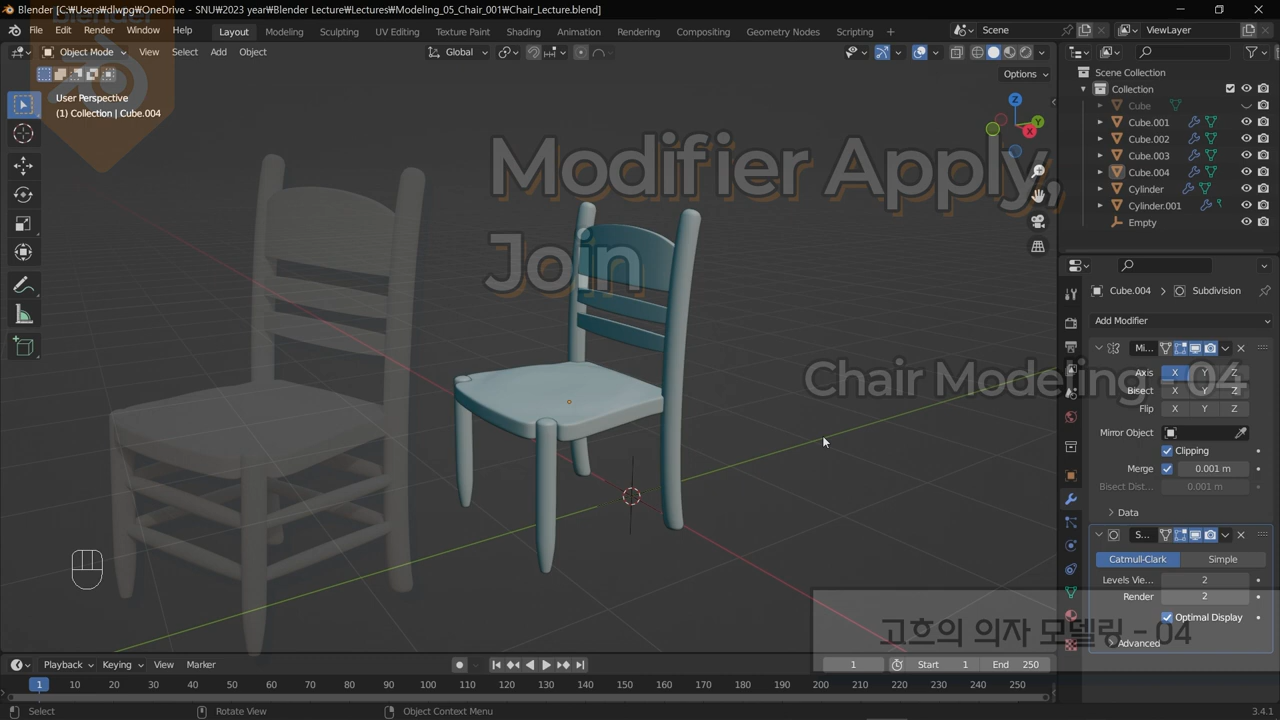 Blender [C:₩Users₩dlwpg₩OneDrive - SNU₩2023 year₩Blender Lecture₩Lectures₩Modeling_05_Chair_001₩Chair_Lecture.blend]
Blender
File Edit Render Window Help Layout Modeling Sculpting UV Editing Texture Paint Shading Animation Rendering Compositing Geometry Nodes Scripting + Scene ViewLayer
Object Mode View Select Add Object Global
Options
User Perspective
(1) Collection | Cube.004
Z
Y
X
Scene Collection
Collection
Cube
Cube.001
Cube.002
Cube.003
Cube.004
Cylinder
Cylinder.001
Empty
Modifier Apply,
Join
Chair Modeling - 04
고흐의 의자 모델링 - 04
Cube.004 > Subdivision
Add Modifier
Mi...
Axis X Y Z
Bisect X Y Z
Flip X Y Z
Mirror Object
Clipping
Merge 0.001 m
Bisect Dist... 0.001 m
Data
S...
Catmull-Clark Simple
Levels Vie... 2
Render 2
Optimal Display
Advanced
Playback Keying View Marker 1 Start 1 End 250
1 10 20 30 40 50 60 70 80 90 100 110 120 130 140 150 160 170 180 190 200 210 220 230 240 250
Select Rotate View Object Context Menu 3.4.1